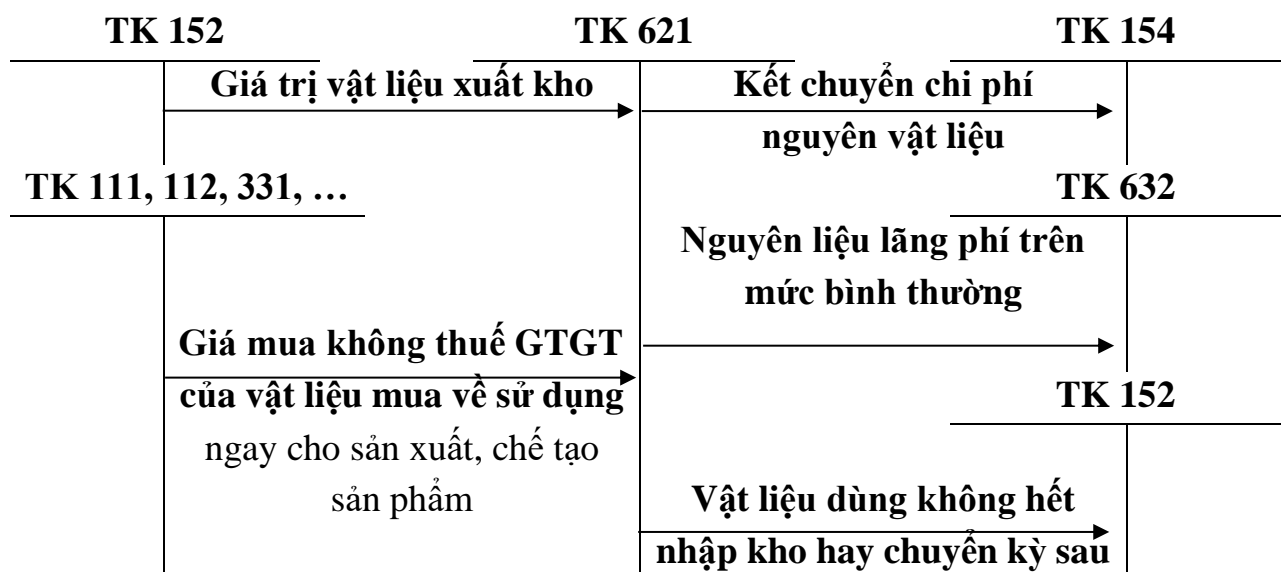 TK 152
TK 621
TK 154
Giá trị vật liệu xuất kho
Kết chuyển chi phí
nguyên vật liệu
TK 111, 112, 331, …
TK 632
Nguyên liệu lãng phí trên
mức bình thường
Giá mua không thuế GTGT
của vật liệu mua về sử dụng
ngay cho sản xuất, chế tạo
sản phẩm
TK 152
Vật liệu dùng không hết
nhập kho hay chuyển kỳ sau